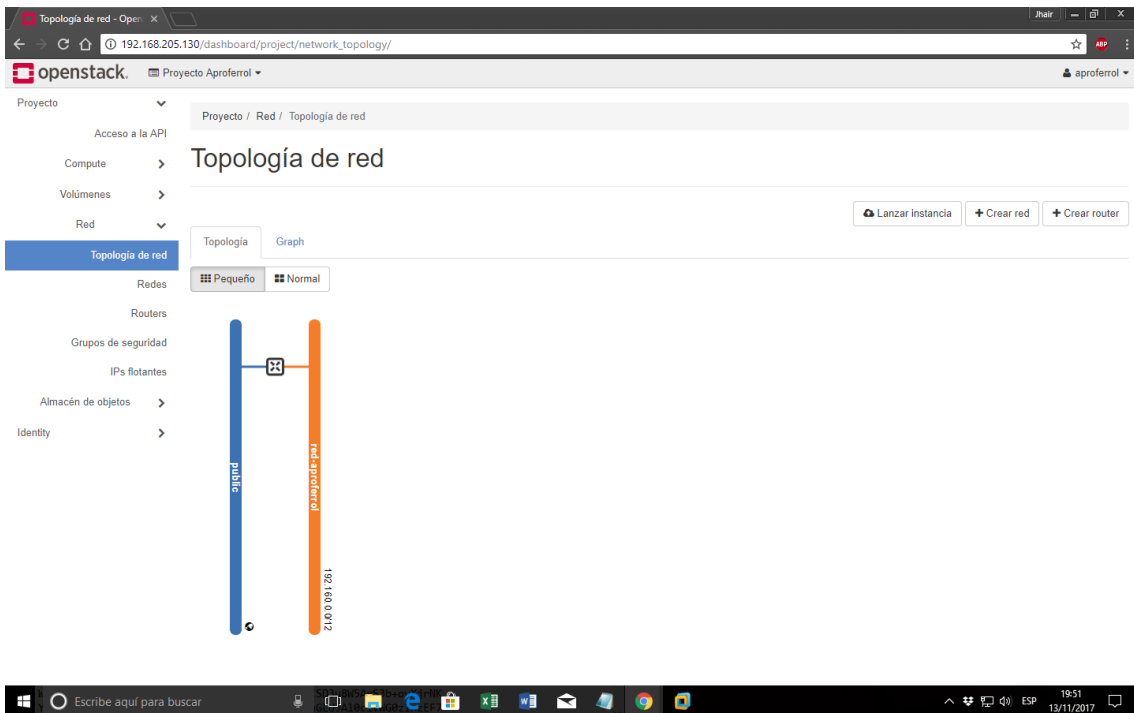 Topología de red - Open
Jhair
192.168.205.130/dashboard/project/network_topology/
ABP
openstack.
Proyecto Aproferrol
aproferrol
Proyecto
Acceso a la API
Compute
Volúmenes
Red
Topología de red
Redes
Routers
Grupos de seguridad
IPs flotantes
Almacén de objetos
Identity
Proyecto / Red / Topología de red
Topología de red
Lanzar instancia
Crear red
Crear router
Topología
Graph
Pequeño
Normal
public
red-aproferrol
192.160.0.0/12
Escribe aquí para buscar
ESP
19:51
13/11/2017